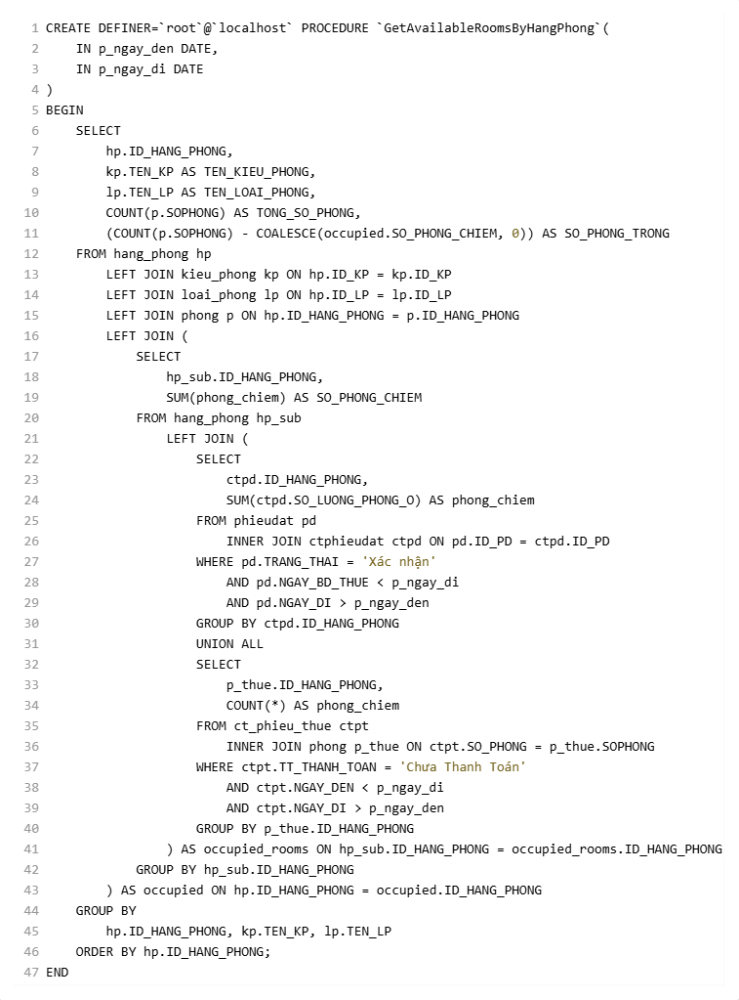 1 CREATE DEFINER=`root`@`localhost` PROCEDURE `GetAvailableRoomsByHangPhong`(
2     IN p_ngay_den DATE,
3     IN p_ngay_di DATE
4 )
5 BEGIN
6     SELECT
7         hp.ID_HANG_PHONG,
8         kp.TEN_KP AS TEN_KIEU_PHONG,
9         lp.TEN_LP AS TEN_LOAI_PHONG,
10         COUNT(p.SOPHONG) AS TONG_SO_PHONG,
11         (COUNT(p.SOPHONG) - COALESCE(occupied.SO_PHONG_CHIEM, 0)) AS SO_PHONG_TRONG
12     FROM hang_phong hp
13         LEFT JOIN kieu_phong kp ON hp.ID_KP = kp.ID_KP
14         LEFT JOIN loai_phong lp ON hp.ID_LP = lp.ID_LP
15         LEFT JOIN phong p ON hp.ID_HANG_PHONG = p.ID_HANG_PHONG
16         LEFT JOIN (
17             SELECT
18                 hp_sub.ID_HANG_PHONG,
19                 SUM(phong_chiem) AS SO_PHONG_CHIEM
20             FROM hang_phong hp_sub
21                 LEFT JOIN (
22                     SELECT
23                         ctpd.ID_HANG_PHONG,
24                         SUM(ctpd.SO_LUONG_PHONG_O) AS phong_chiem
25                     FROM phieudat pd
26                         INNER JOIN ctphieudat ctpd ON pd.ID_PD = ctpd.ID_PD
27                     WHERE pd.TRANG_THAI = 'Xác nhận'
28                         AND pd.NGAY_BD_THUE < p_ngay_di
29                         AND pd.NGAY_DI > p_ngay_den
30                     GROUP BY ctpd.ID_HANG_PHONG
31                     UNION ALL
32                     SELECT
33                         p_thue.ID_HANG_PHONG,
34                         COUNT(*) AS phong_chiem
35                     FROM ct_phieu_thue ctpt
36                         INNER JOIN phong p_thue ON ctpt.SO_PHONG = p_thue.SOPHONG
37                     WHERE ctpt.TT_THANH_TOAN = 'Chưa Thanh Toán'
38                         AND ctpt.NGAY_DEN < p_ngay_di
39                         AND ctpt.NGAY_DI > p_ngay_den
40                     GROUP BY p_thue.ID_HANG_PHONG
41                 ) AS occupied_rooms ON hp_sub.ID_HANG_PHONG = occupied_rooms.ID_HANG_PHONG
42             GROUP BY hp_sub.ID_HANG_PHONG
43         ) AS occupied ON hp.ID_HANG_PHONG = occupied.ID_HANG_PHONG
44     GROUP BY
45         hp.ID_HANG_PHONG, kp.TEN_KP, lp.TEN_LP
46     ORDER BY hp.ID_HANG_PHONG;
47 END